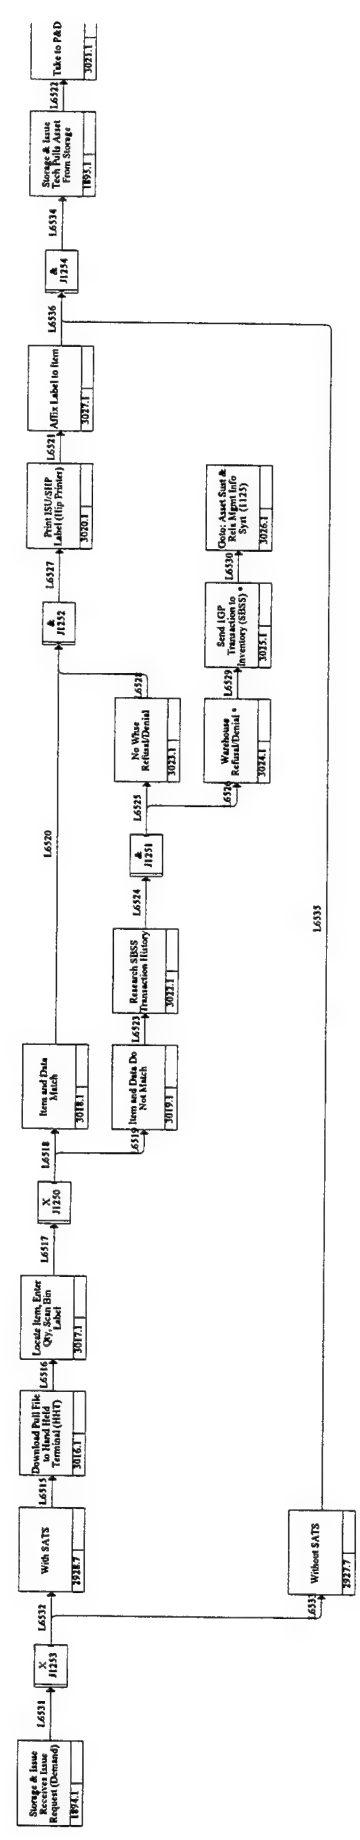 Storage & Issue
Receives Issue
Request (Demand)
1894.1
L6531
X
J1253
L6532
With SATS
2928.7
L6515
Download Pull File
to Hand Held
Terminal (HHT)
3016.1
L6516
Locate Item, Enter
Qty, Scan Bin
Label
3017.1
L6517
X
J1250
L6518
Item and Data
Match
3018.1
L6520
L6519
Item and Data Do
Not Match
3019.1
L6523
Research SBSS
Transaction History
3022.1
L6524
&
J1251
L6525
No Whse
Refusal/Denial
3023.1
L6528
L6526
Warehouse
Refusal/Denial *
3024.1
L6529
Send 1GP
Transaction to
Inventory (SBSS) *
3025.1
L6530
Goto: Asset Sust &
Rels Mgmt Info
Syst (1125)
3026.1
&
J1252
L6527
Print ISU/SHP
Label (Hip Printer)
3020.1
L6521
Affix Label to Item
3027.1
L6536
&
J1254
L6534
Storage & Issue
Tech Pulls Asset
From Storage
1895.1
L6522
Take to P&D
3021.1
L6533
Without SATS
2927.7
L6535